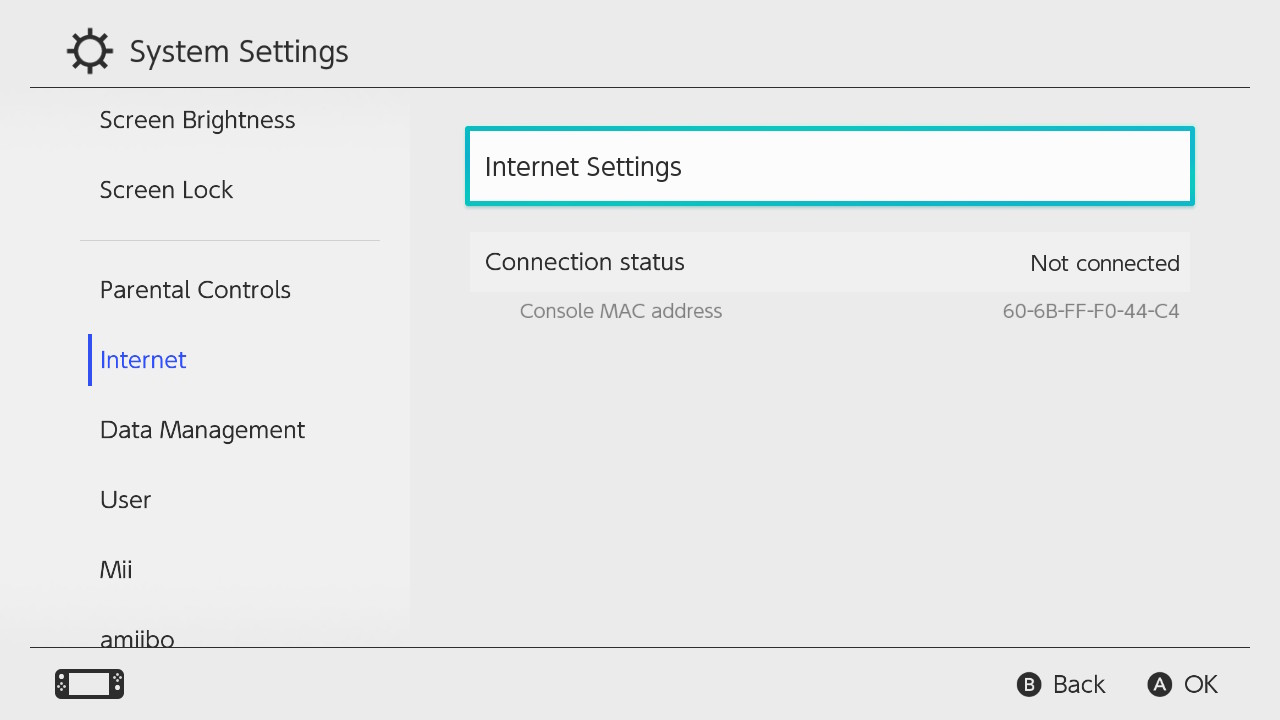 System Settings
Screen Brightness
Screen Lock
Parental Controls
Internet
Data Management
User
Mii
amiibo
Internet Settings
Connection status Not connected
Console MAC address 60-6B-FF-F0-44-C4
B Back A OK